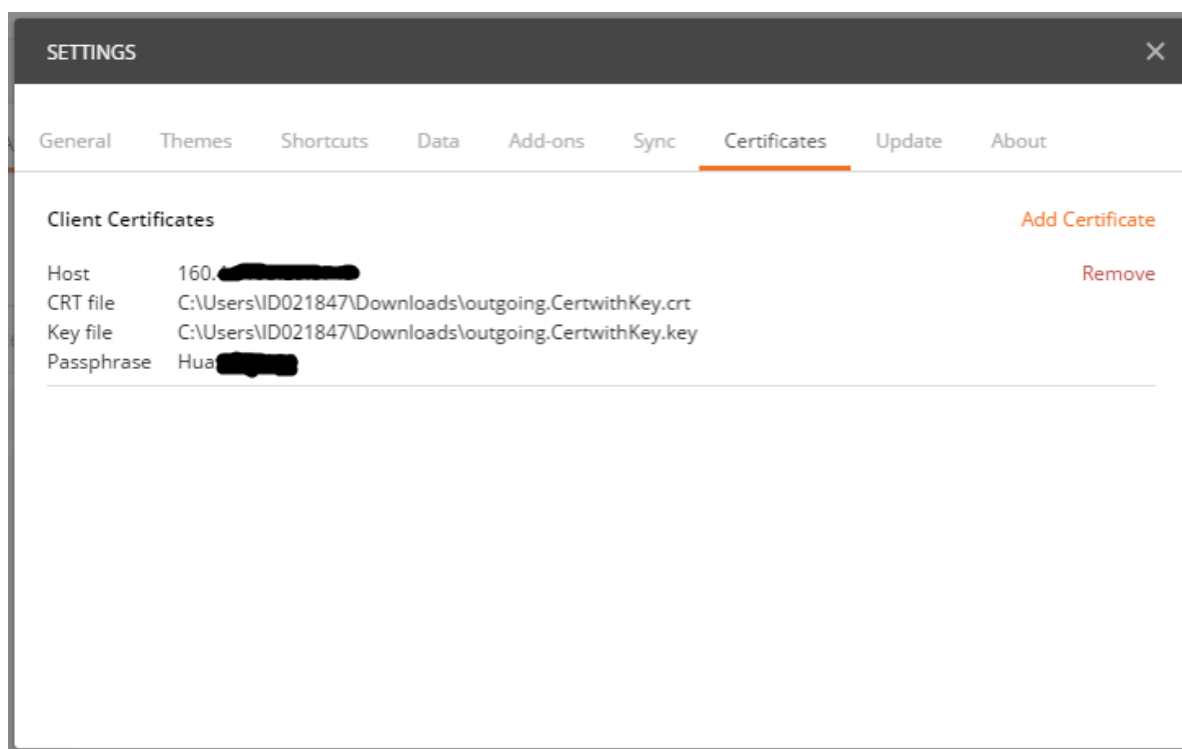 SETTINGS
General Themes Shortcuts Data Add-ons Sync Certificates Update About
Client Certificates Add Certificate
Host 160. Remove
CRT file C:\Users\ID021847\Downloads\outgoing.CertwithKey.crt
Key file C:\Users\ID021847\Downloads\outgoing.CertwithKey.key
Passphrase Hua